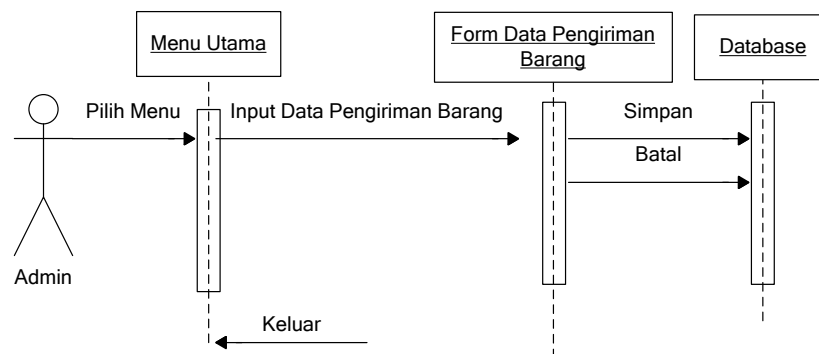 Menu Utama
Form Data Pengiriman
Barang
Database
Pilih Menu
Input Data Pengiriman Barang
Simpan
Batal
Admin
Keluar